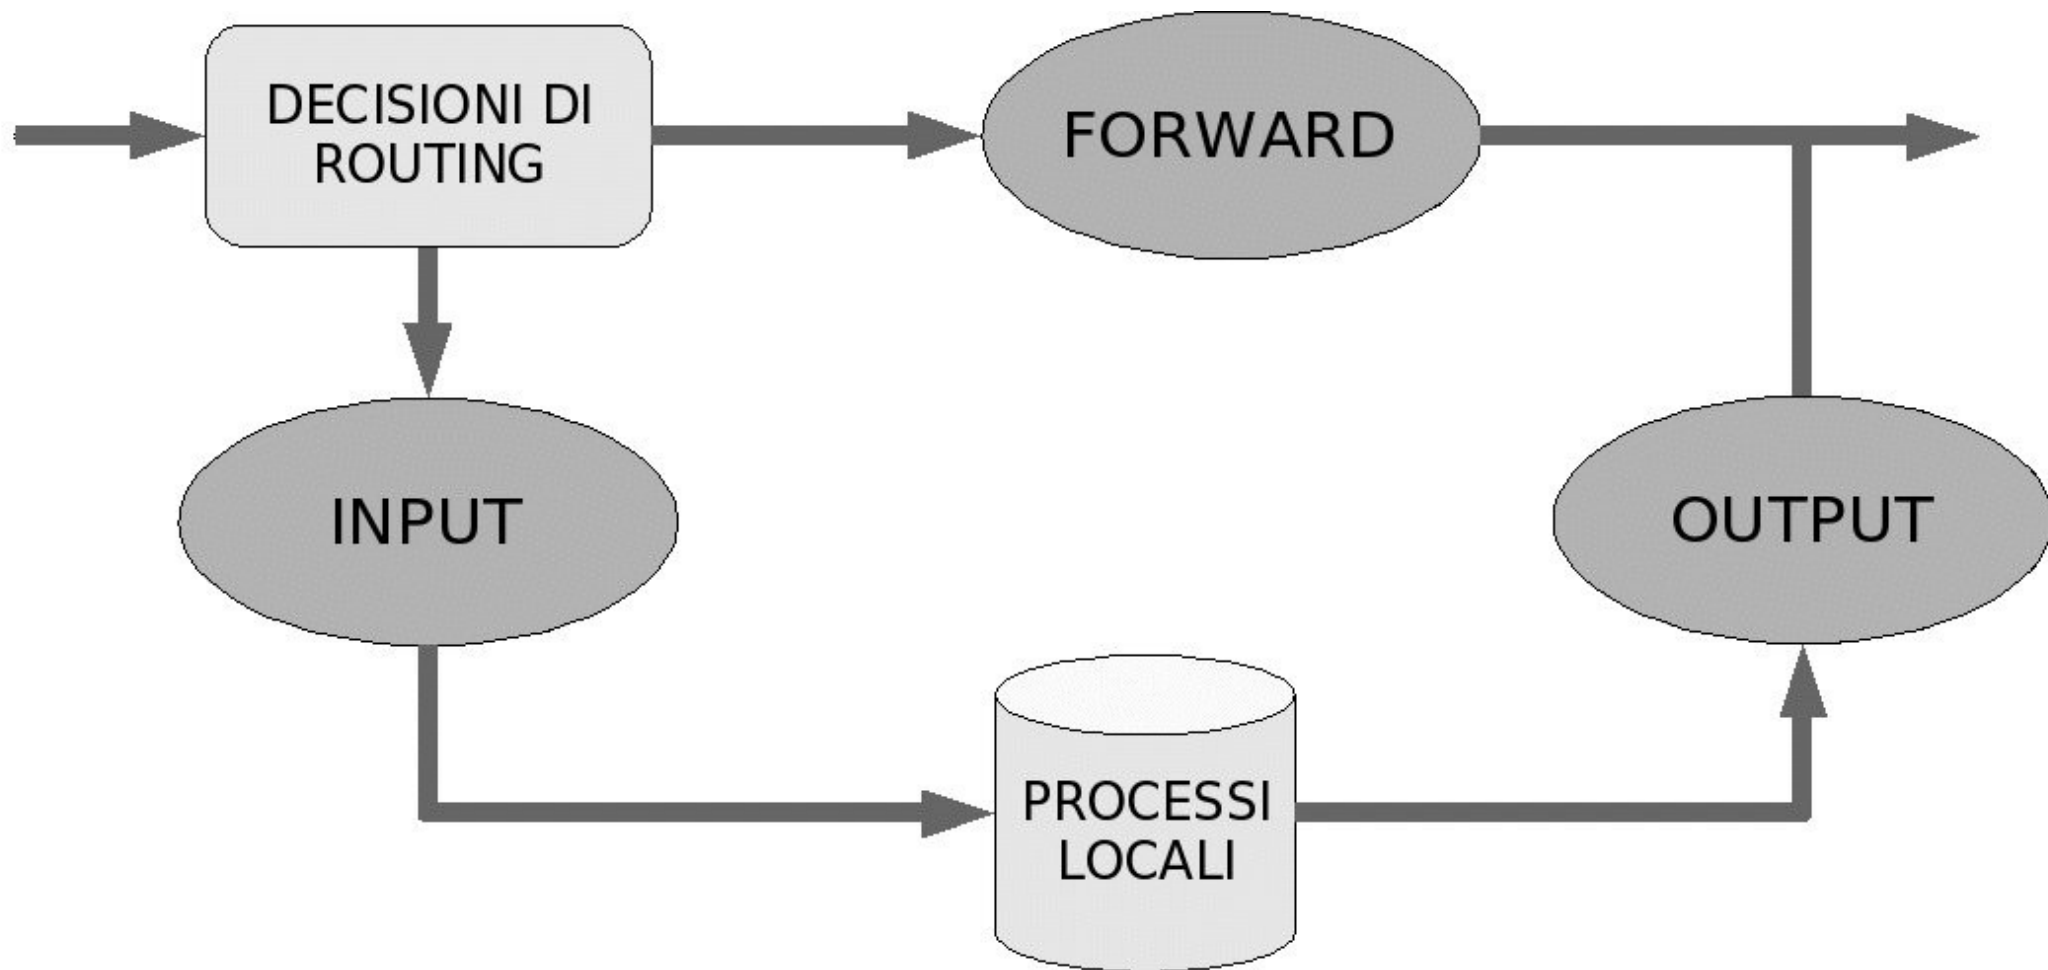 DECISIONI DI
ROUTING
FORWARD
INPUT
OUTPUT
PROCESSI
LOCALI